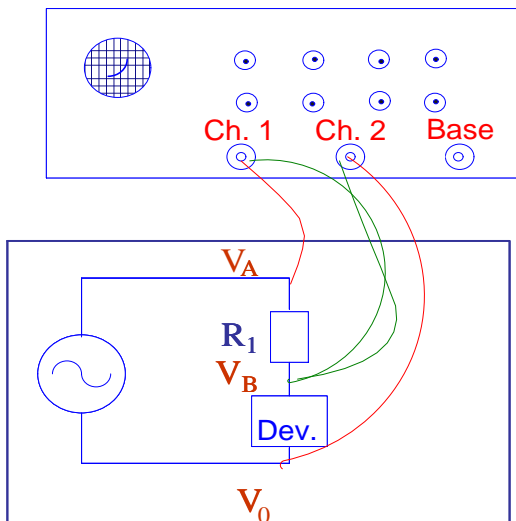 Ch. 1 Ch. 2 Base
VA
R1
VB
Dev.
V0